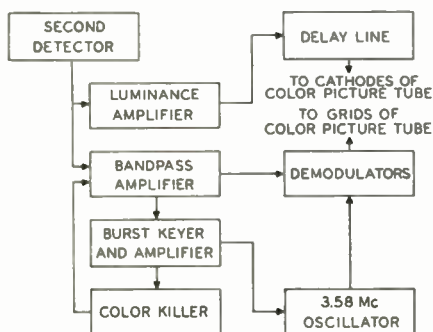 SECOND
DETECTOR
DELAY LINE
LUMINANCE
AMPLIFIER
TO CATHODES OF
COLOR PICTURE TUBE
TO GRIDS OF
COLOR PICTURE TUBE
BANDPASS
AMPLIFIER
DEMODULATORS
BURST KEYER
AND AMPLIFIER
COLOR KILLER
3.58 Mc
OSCILLATOR